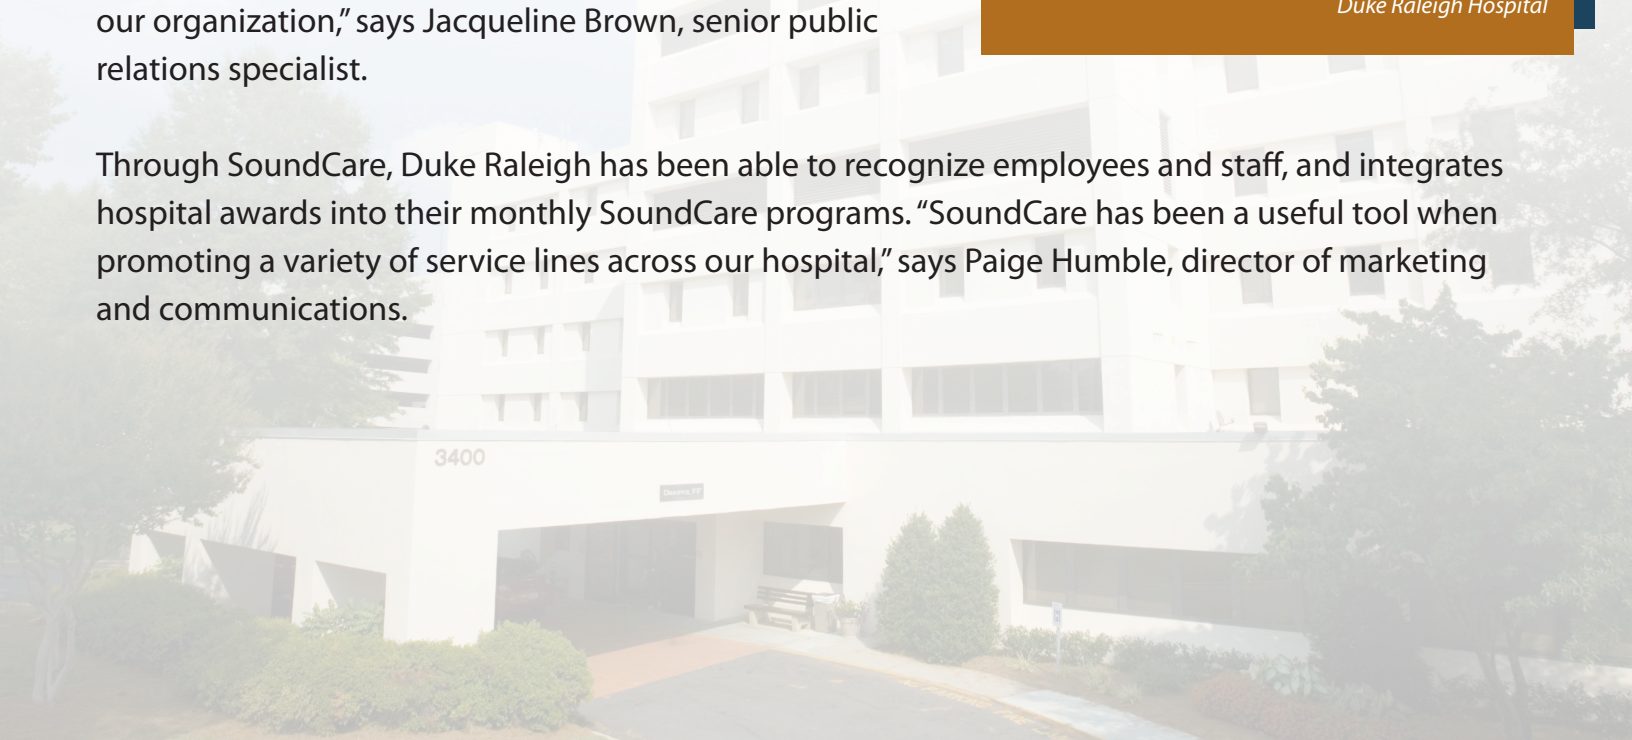 our organization,” says Jacqueline Brown, senior public
relations specialist.
Duke Raleigh Hospital
Through SoundCare, Duke Raleigh has been able to recognize employees and staff, and integrates
hospital awards into their monthly SoundCare programs. “SoundCare has been a useful tool when
promoting a variety of service lines across our hospital,” says Paige Humble, director of marketing
and communications.
3400